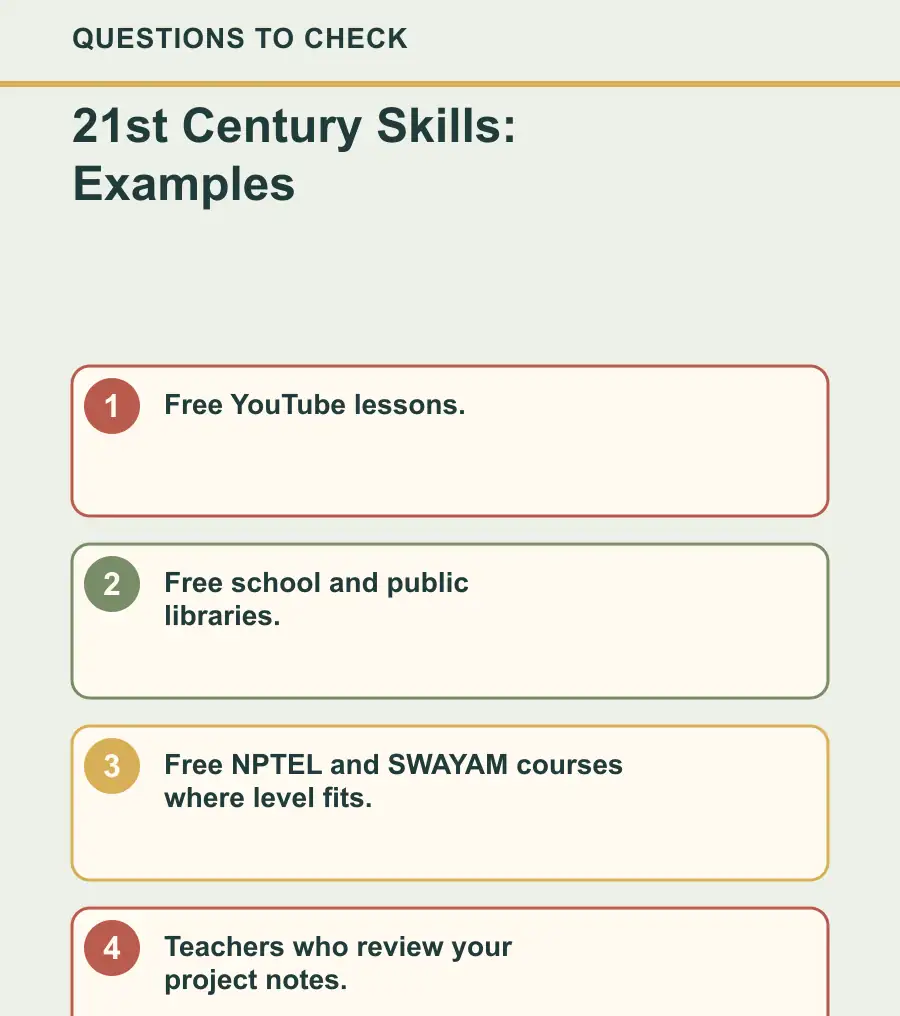 QUESTIONS TO CHECK
21st Century Skills:
Examples
1
Free YouTube lessons.
2
Free school and public
libraries.
3
Free NPTEL and SWAYAM courses
where level fits.
4
Teachers who review your
project notes.